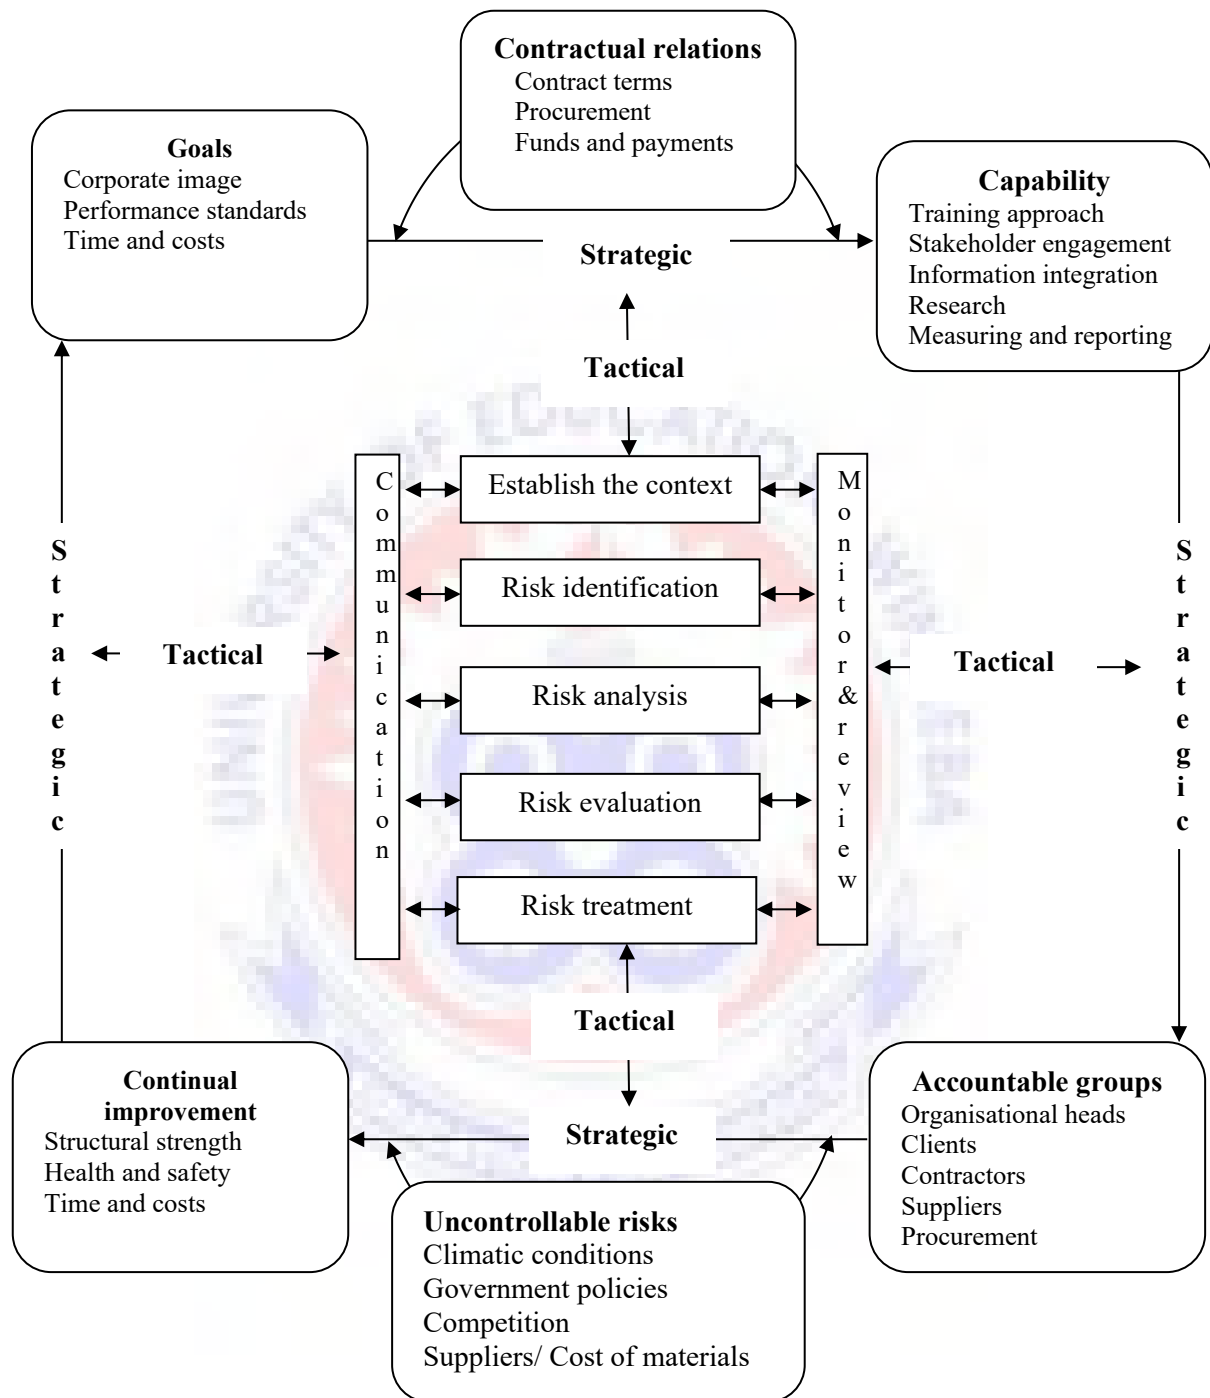 Contractual relations
Contract terms
Procurement
Funds and payments
Goals
Corporate image
Performance standards
Time and costs
Capability
Training approach
Stakeholder engagement
Information integration
Research
Measuring and reporting
Strategic
Tactical
Communication
Establish the context
Risk identification
Risk analysis
Risk evaluation
Risk treatment
Monitor & review
Strategic
Tactical
Tactical
Strategic
Tactical
Strategic
Continual
improvement
Structural strength
Health and safety
Time and costs
Accountable groups
Organisational heads
Clients
Contractors
Suppliers
Procurement
Uncontrollable risks
Climatic conditions
Government policies
Competition
Suppliers/ Cost of materials
OF EDUCATION